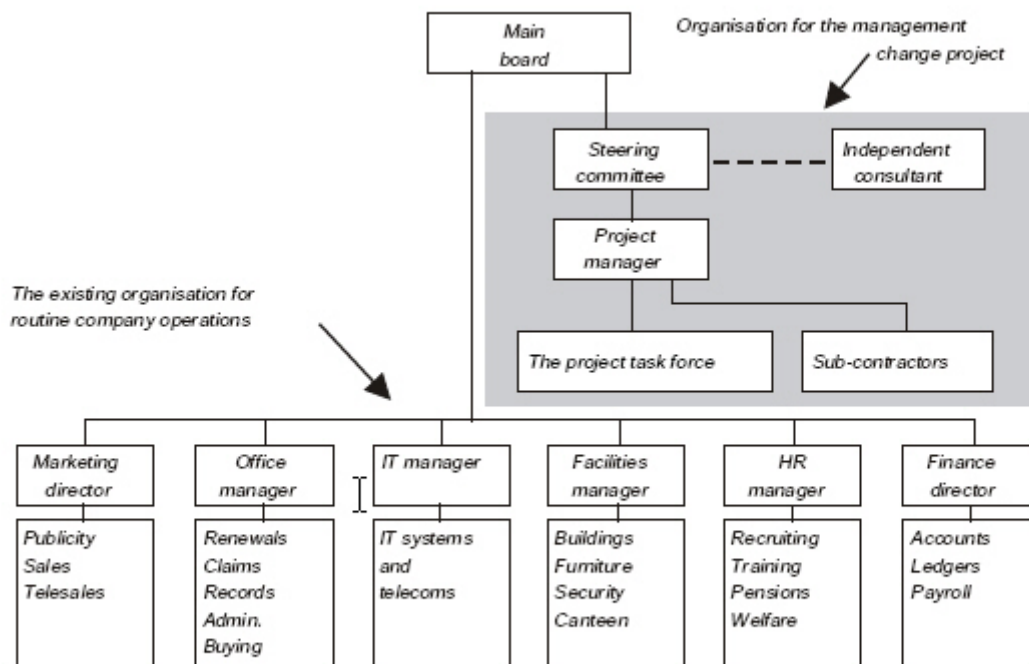 Main
board
Organisation for the management
change project
Steering
committee
Independent
consultant
Project
manager
The existing organisation for
routine company operations
The project task force
Sub-contractors
Marketing
director
Office
manager
IT manager
Facilities
manager
HR
manager
Finance
director
Publicity
Sales
Telesales
Renewals
Claims
Records
Admin.
Buying
IT systems
and
telecoms
Buildings
Furniture
Security
Canteen
Recruiting
Training
Pensions
Welfare
Accounts
Ledgers
Payroll